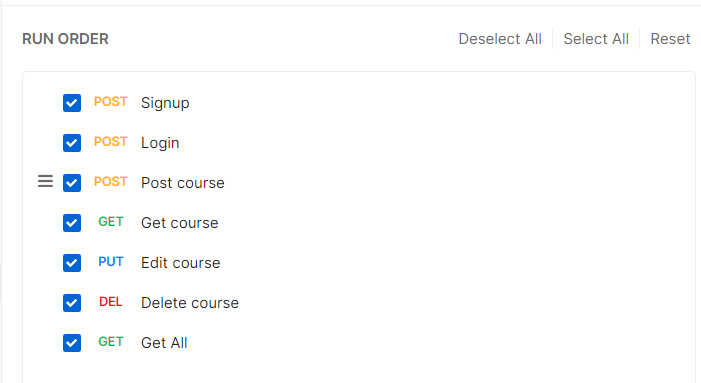 RUN ORDER Deselect All Select All Reset
POST Signup
POST Login
POST Post course
GET Get course
PUT Edit course
DEL Delete course
GET Get All